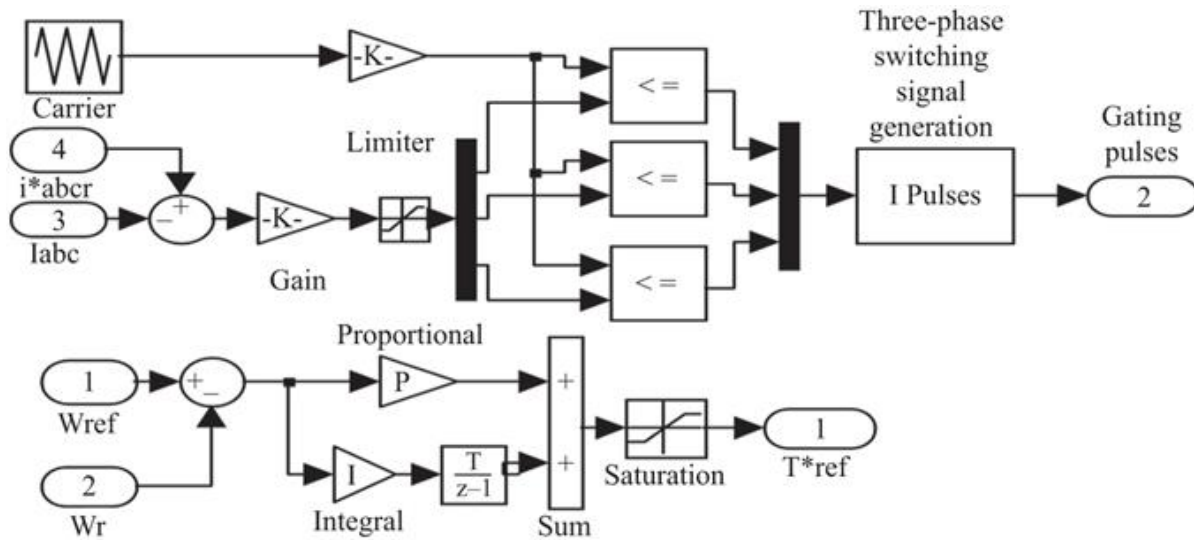 Three-phase
switching
signal
generation
Carrier
-K-
< =
4
i*abcr
Limiter
Gating
pulses
+
−
3
Iabc
-K-
Gain
< =
I Pulses
2
< =
Proportional
1
Wref
+
−
P
+
2
Wr
I
Integral
T
z−1
+
Sum
Saturation
1
T*ref